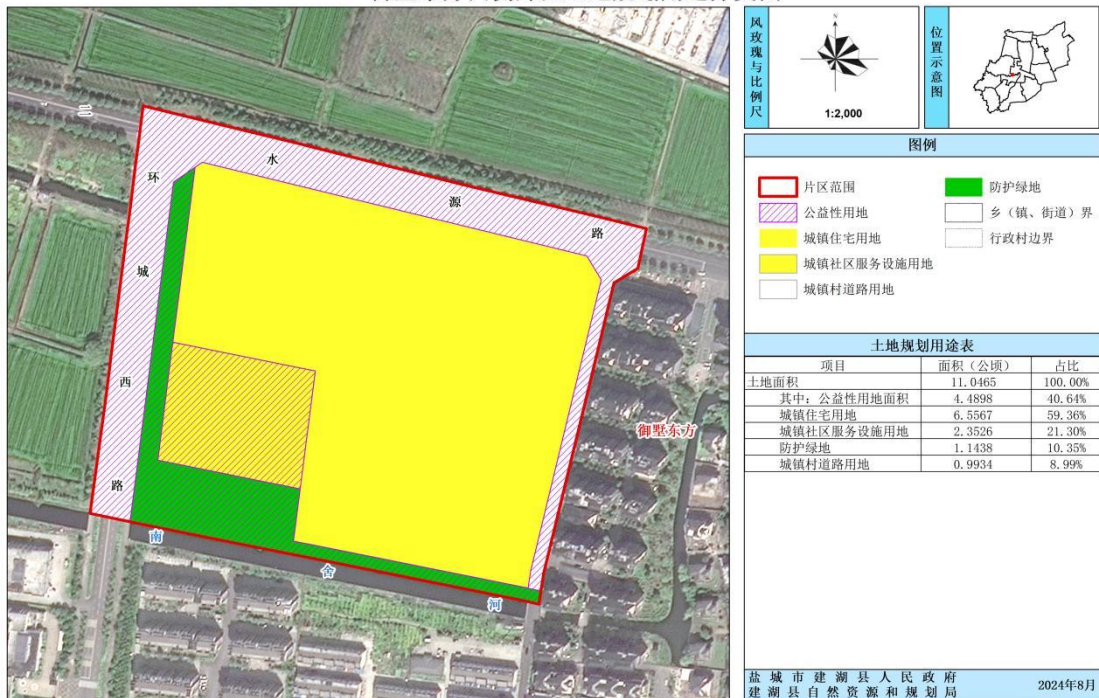 风玫瑰与比例尺
N
1:2,000
位置示意图
图例
片区范围
公益性用地
城镇住宅用地
城镇社区服务设施用地
城镇村道路用地
防护绿地
乡（镇、街道）界
行政村边界
土地规划用途表
项目 面积（公顷） 占比
土地面积 11.0465 100.00%
其中：公益性用地面积 4.4898 40.64%
城镇住宅用地 6.5567 59.36%
城镇社区服务设施用地 2.3526 21.30%
防护绿地 1.1438 10.35%
城镇村道路用地 0.9934 8.99%
盐城市建湖县人民政府
建湖县自然资源和规划局
2024年8月
水源路
环城西路
御墅东方
南舍河